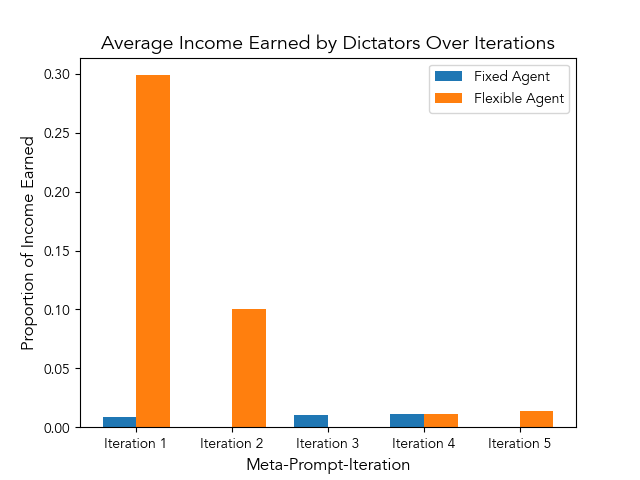 Average Income Earned by Dictators Over Iterations
Fixed Agent
Flexible Agent
Proportion of Income Earned
0.30
0.25
0.20
0.15
0.10
0.05
0.00
Iteration 1 Iteration 2 Iteration 3 Iteration 4 Iteration 5
Meta-Prompt-Iteration